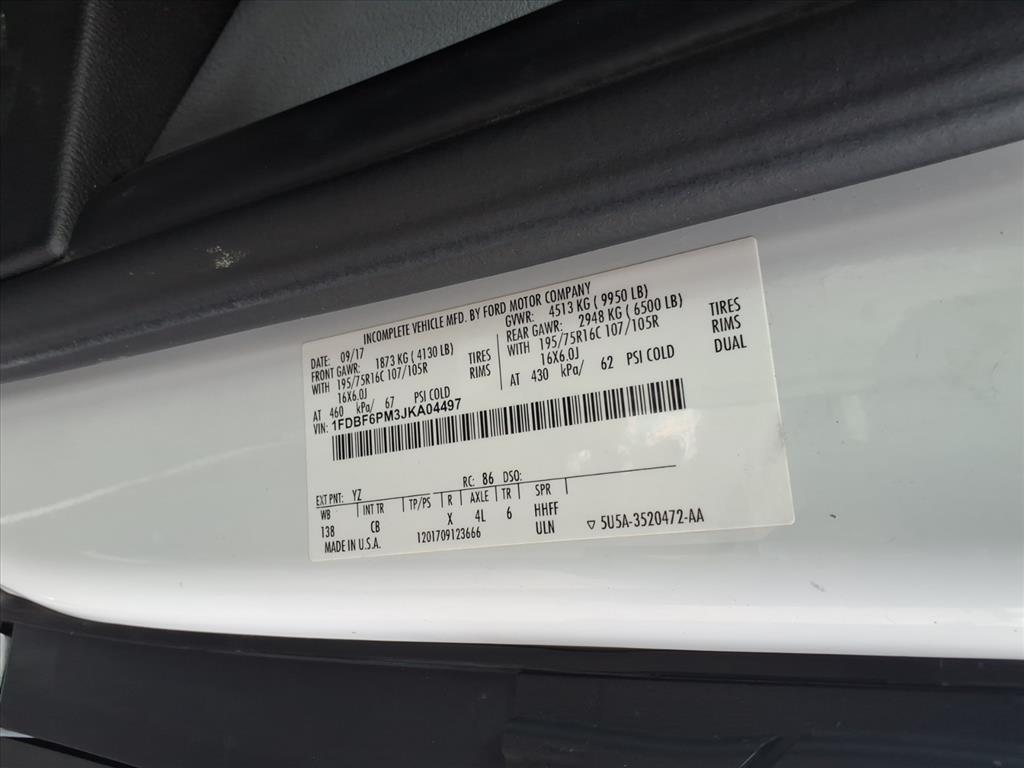 INCOMPLETE VEHICLE MFD. BY FORD MOTOR COMPANY
DATE: 09/17 GVWR: 4513 KG ( 9950 LB)
FRONT GAWR: 1873 KG ( 4130 LB) REAR GAWR: 2948 KG ( 6500 LB)
WITH 195/75R16C 107/105R TIRES WITH 195/75R16C 107/105R TIRES
16X6.0J RIMS 16X6.0J RIMS
AT 460 kPa/ 67 PSI COLD AT 430 kPa/ 62 PSI COLD DUAL
VIN: 1FDBF6PM3JKA04497
EXT PNT: YZ RC: 86 DSO:
WB INT TR TP/PS R AXLE TR SPR
138 CB X 4L 6 HHFF
MADE IN U.S.A. 1201709123666 ULN ▽ 5U5A-3520472-AA